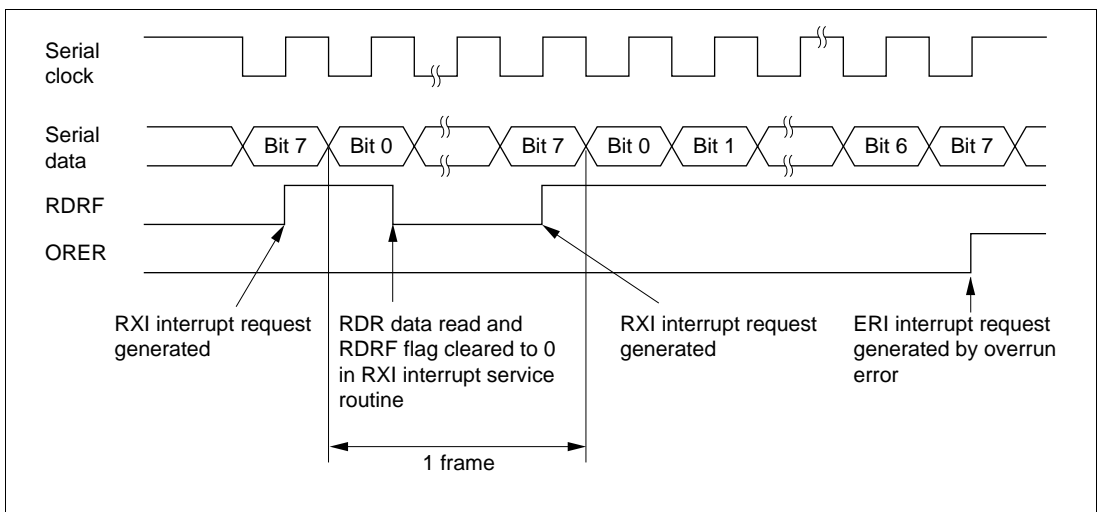 Serial
clock
Serial
data
Bit 7
Bit 0
Bit 7
Bit 0
Bit 1
Bit 6
Bit 7
RDRF
ORER
RXI interrupt request
generated
RDR data read and
RDRF flag cleared to 0
in RXI interrupt service
routine
RXI interrupt request
generated
ERI interrupt request
generated by overrun
error
1 frame